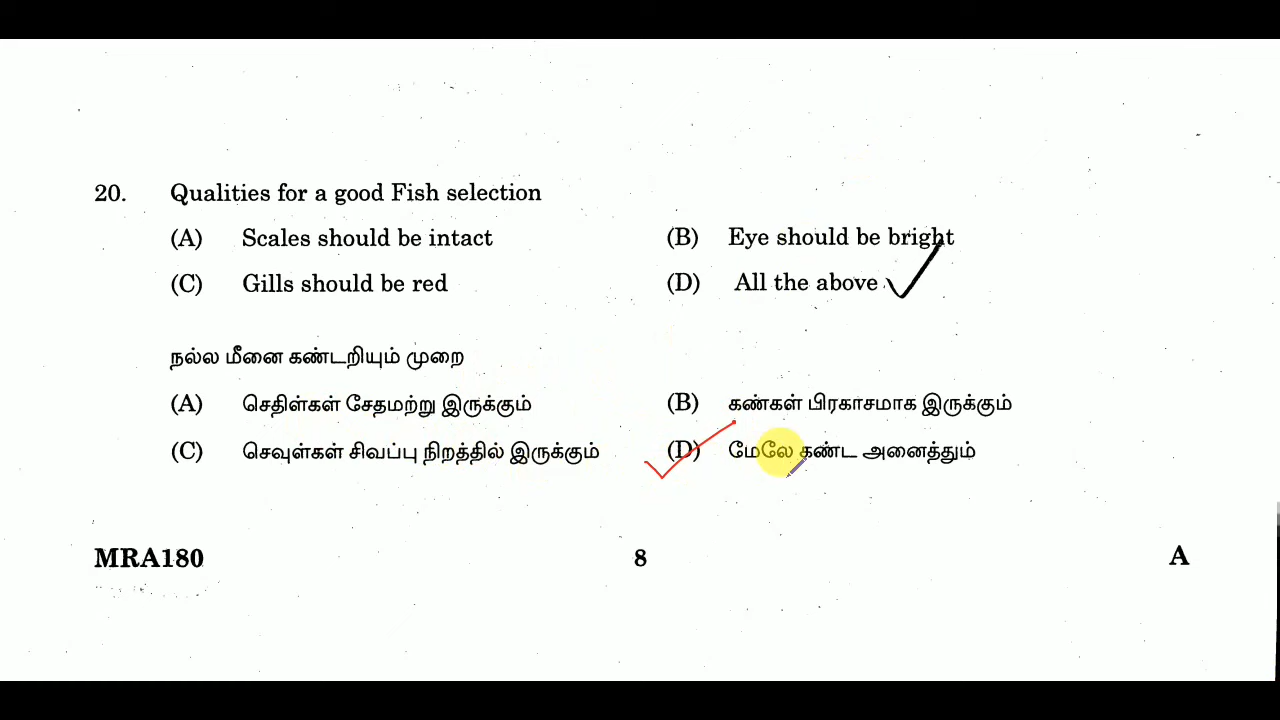 20. Qualities for a good Fish selection
(A) Scales should be intact (B) Eye should be bright
(C) Gills should be red (D) All the above
நல்ல மீனை கண்டறியும் முறை
(A) செதிள்கள் சேதமற்று இருக்கும் (B) கண்கள் பிரகாசமாக இருக்கும்
(C) செவுள்கள் சிவப்பு நிறத்தில் இருக்கும் (D) மேலே கண்ட அனைத்தும்
MRA180 8 A